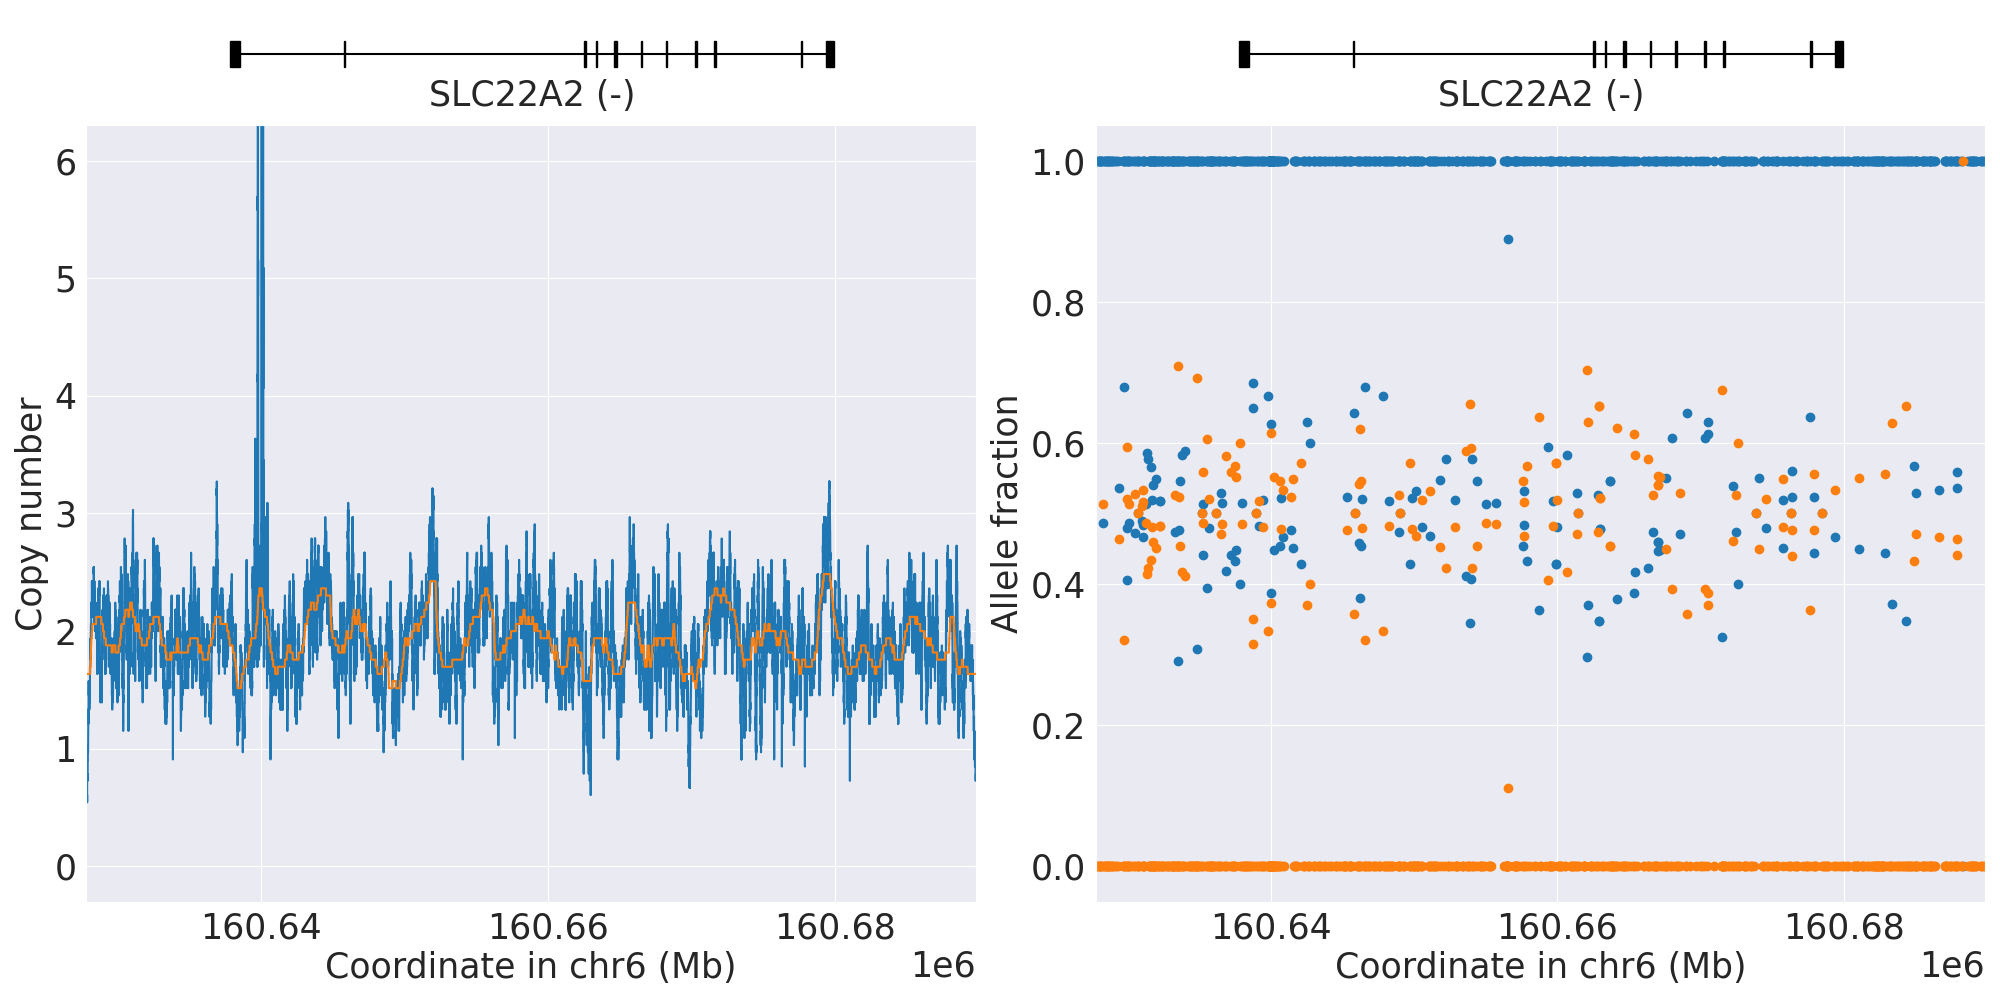 SLC22A2 (-)
SLC22A2 (-)
Copy number
6
5
4
3
2
1
0
160.64
160.66
160.68
Coordinate in chr6 (Mb)
1e6
Allele fraction
1.0
0.8
0.6
0.4
0.2
0.0
160.64
160.66
160.68
Coordinate in chr6 (Mb)
1e6